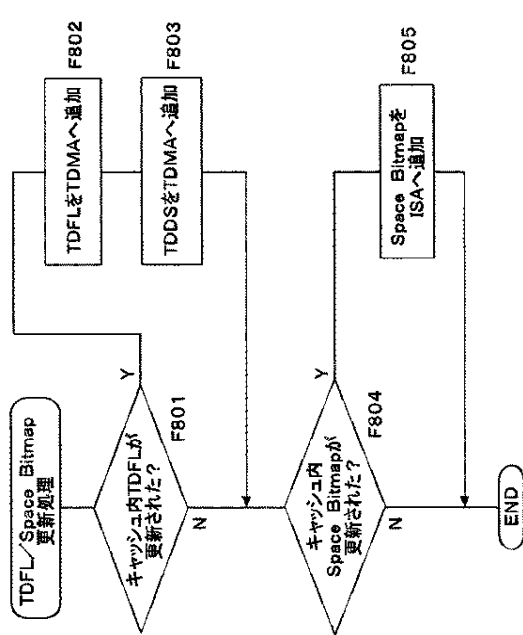 TDFL／Space Bitmap
更新処理
キャッシュ内TDFLが
更新された?
F801
Y
N
TDFLをTDMAへ追加
F802
TDDSをTDMAへ追加
F803
キャッシュ内
Space Bitmapが
更新された?
F804
Y
N
Space Bitmapを
ISAへ追加
F805
END